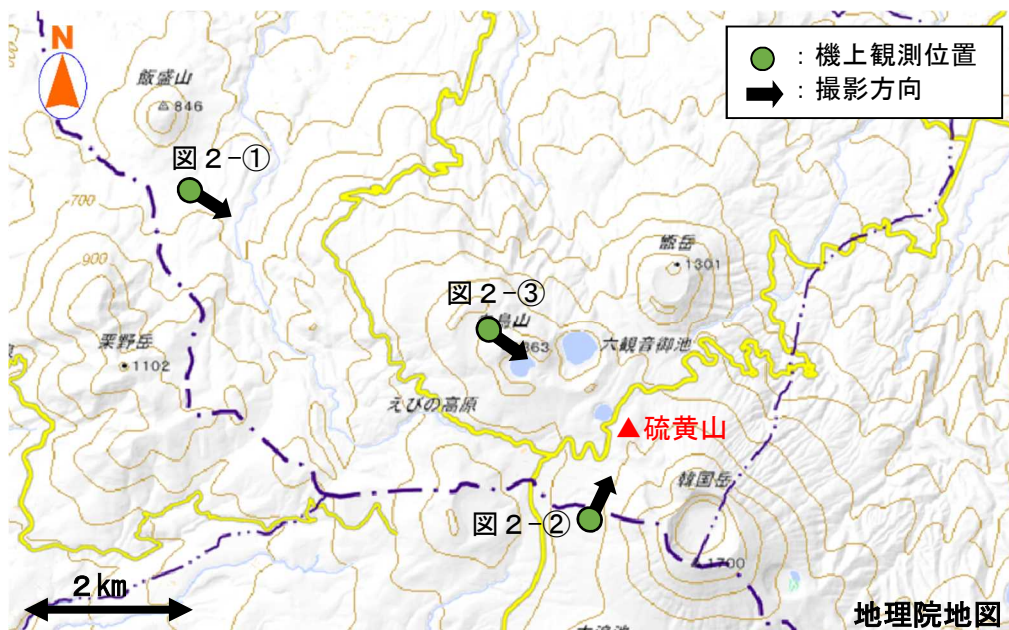 N
：機上観測位置
：撮影方向
飯盛山
846
図２-①
700
甑岳
1301
900
図２-③
栗野岳
1102
363
六観音御池
えびの高原
▲硫黄山
韓国岳
図２-②
1700
２㎞
地理院地図